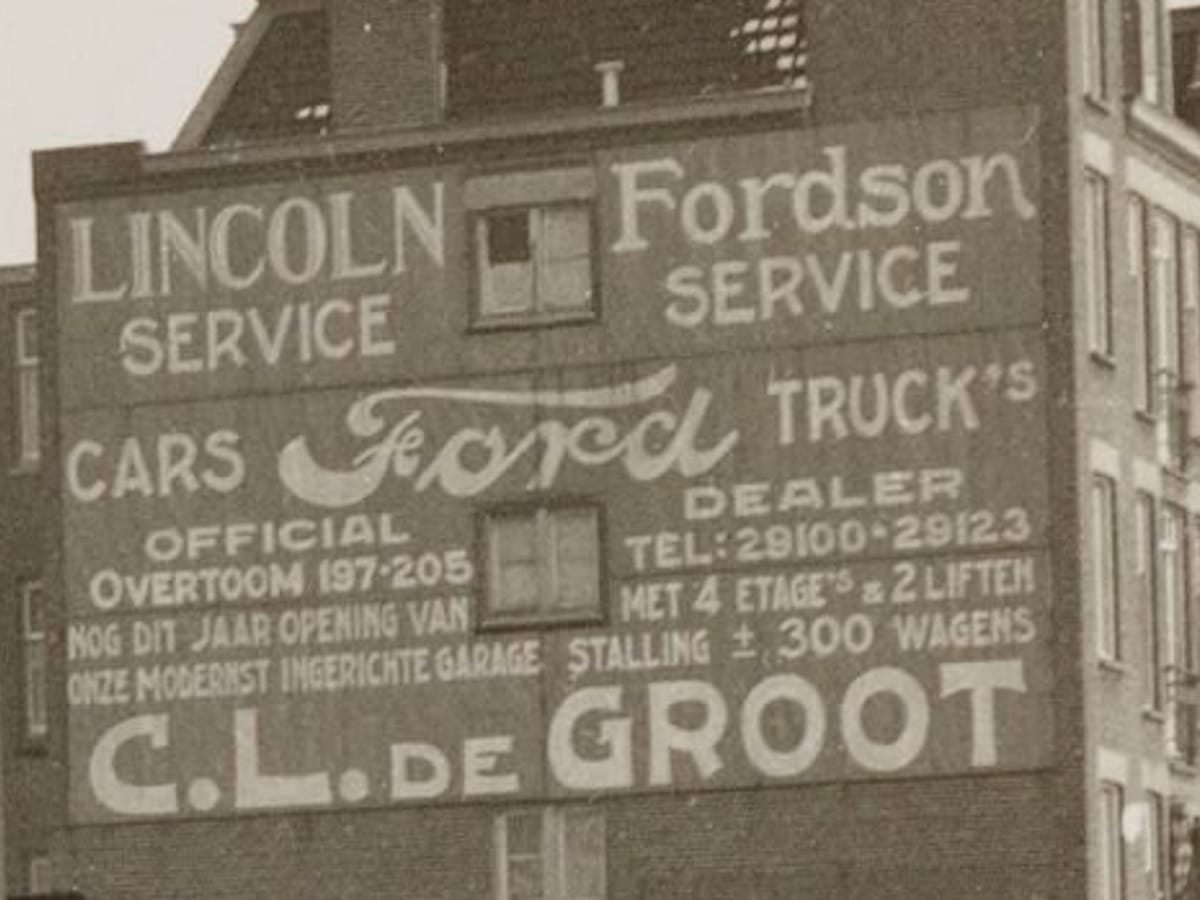 LINCOLN Fordson
SERVICE SERVICE
CARS Ford TRUCK'S
OFFICIAL DEALER
OVERTOOM 197-205 TEL: 29100-29123
NOG DIT JAAR OPENING VAN MET 4 ETAGE'S & 2 LIFTEN
ONZE MODERNST INGERICHTE GARAGE STALLING ± 300 WAGENS
C.L. DE GROOT